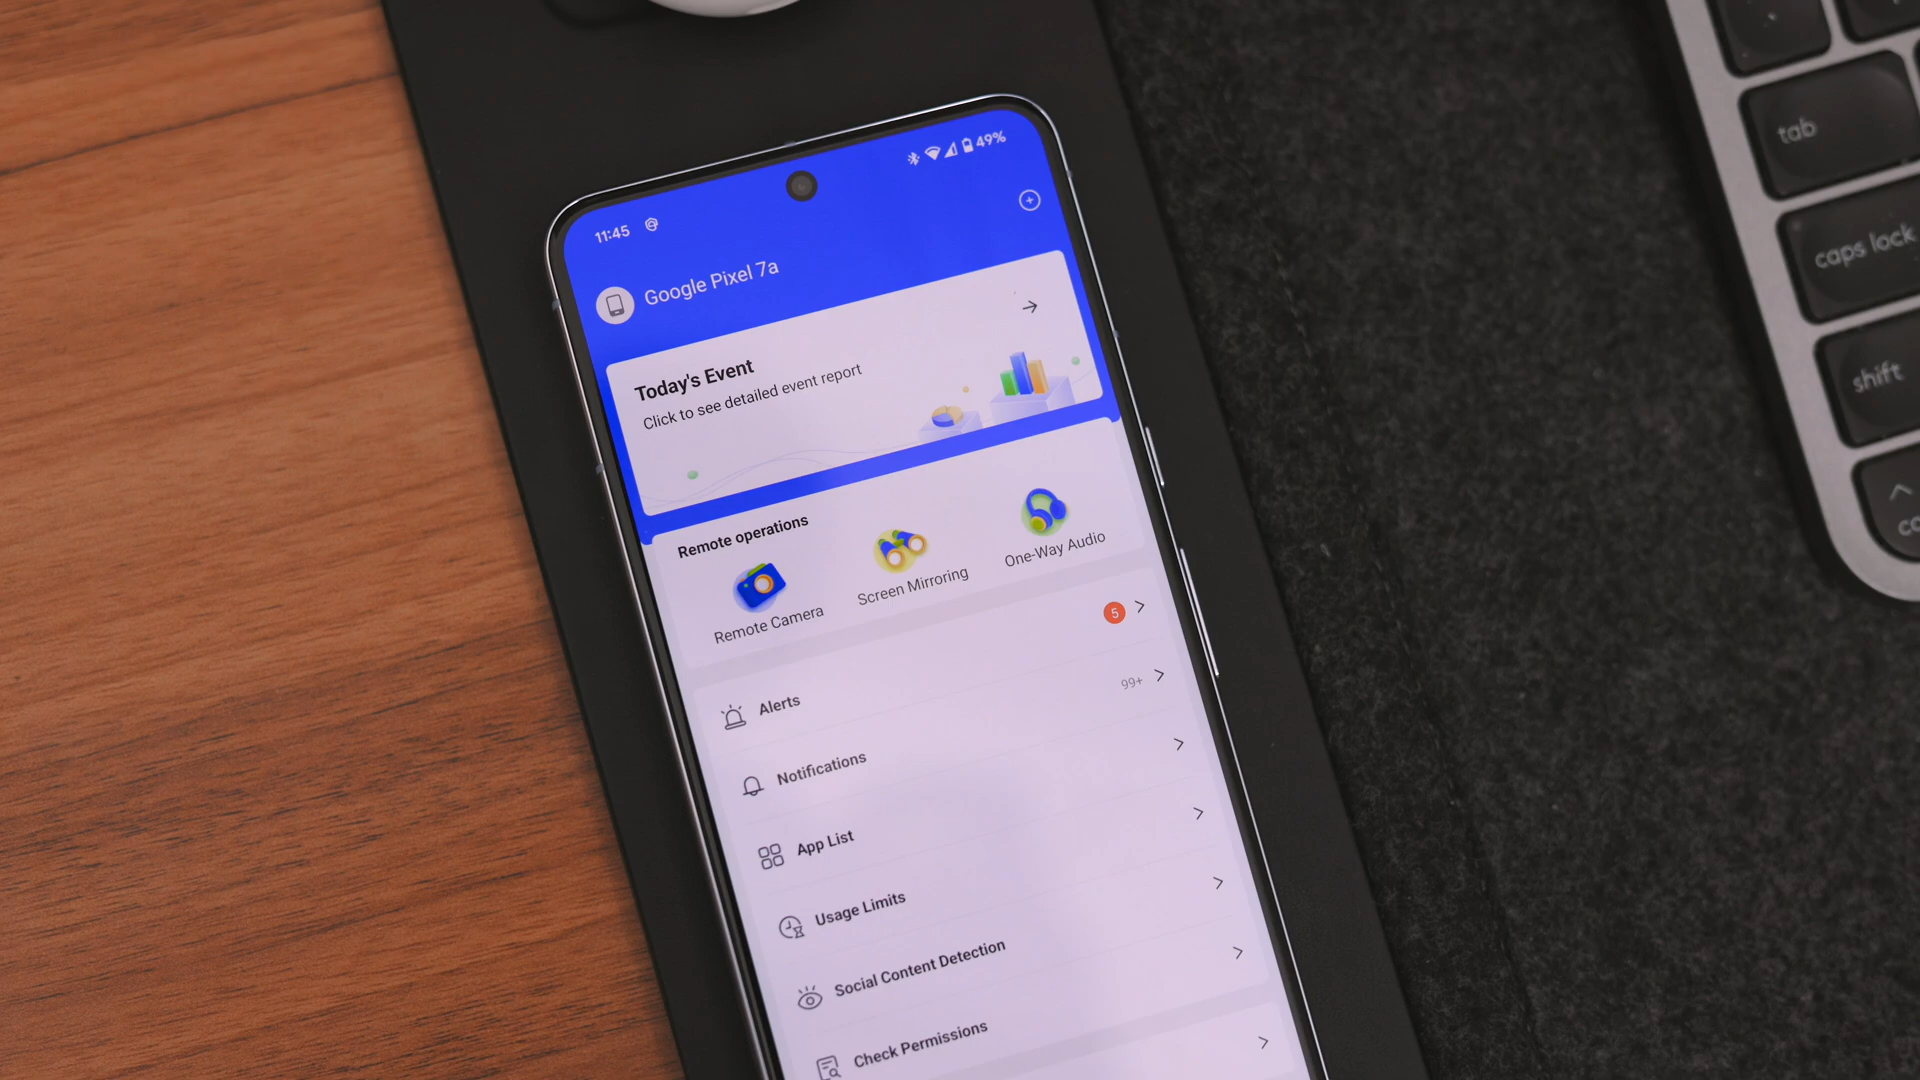 11:45
49%
Google Pixel 7a
Today's Event
Click to see detailed event report
Remote operations
Remote Camera
Screen Mirroring
One-Way Audio
Alerts
5
Notifications
99+
App List
Usage Limits
Social Content Detection
Check Permissions
tab
caps lock
shift